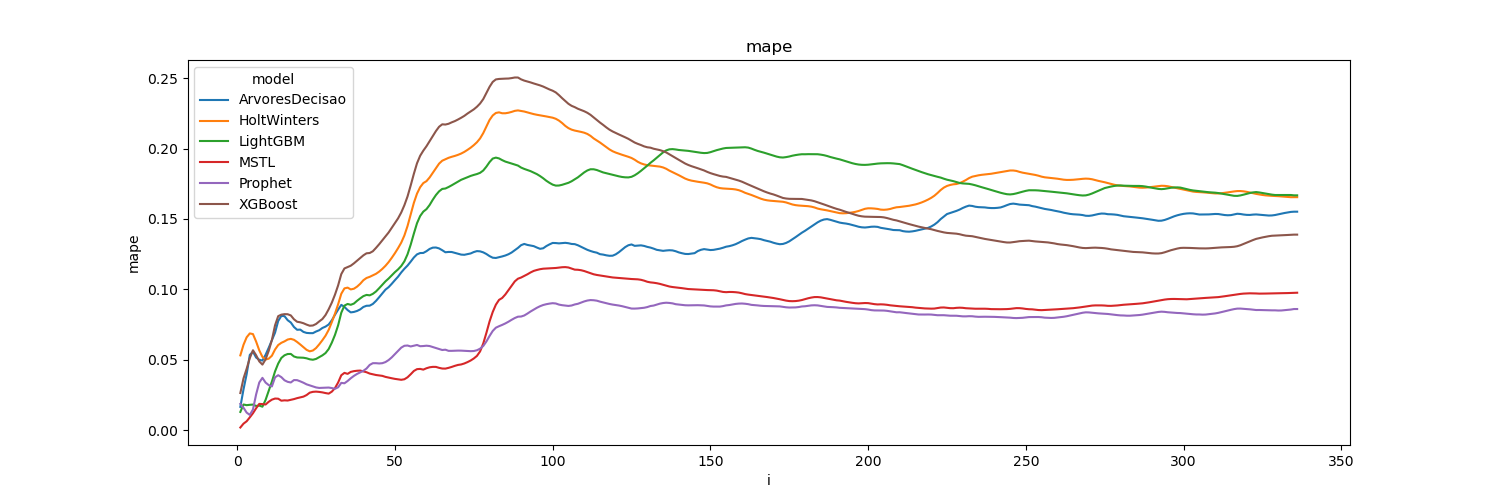 mape
model
ArvoresDecisao
HoltWinters
LightGBM
MSTL
Prophet
XGBoost
mape
0.25
0.20
0.15
0.10
0.05
0.00
0
50
100
150
200
250
300
350
i